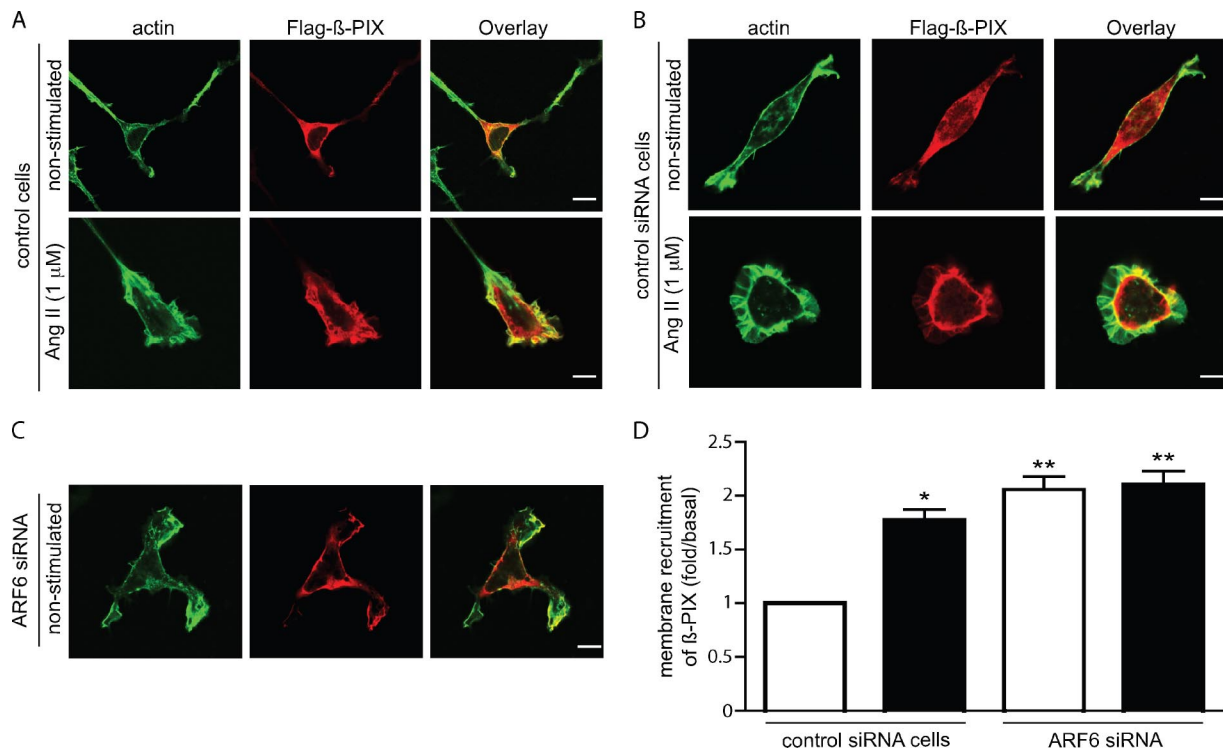 A
actin Flag-ß-PIX Overlay
control cells
non-stimulated
Ang II (1 µM)
B
actin Flag-ß-PIX Overlay
control siRNA cells
non-stimulated
Ang II (1 µM)
C
ARF6 siRNA
non-stimulated
D
membrane recruitment
of ß-PIX (fold/basal)
2.5
2
1.5
1
0.5
0
*
**
**
control siRNA cells
ARF6 siRNA